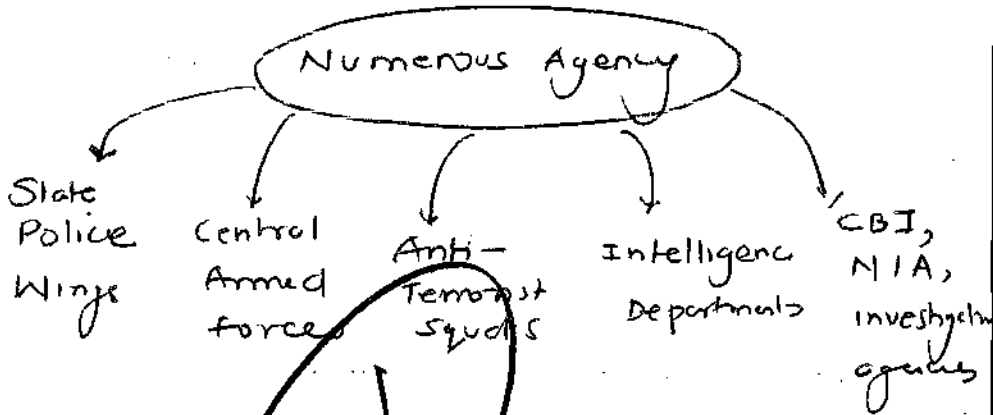 Numerous Agency
State
Police
Wings
Central
Armed
forces
Anti-
Terrorist
Squads
Intelligence
Departments
CBI,
NIA,
investigation
agencies